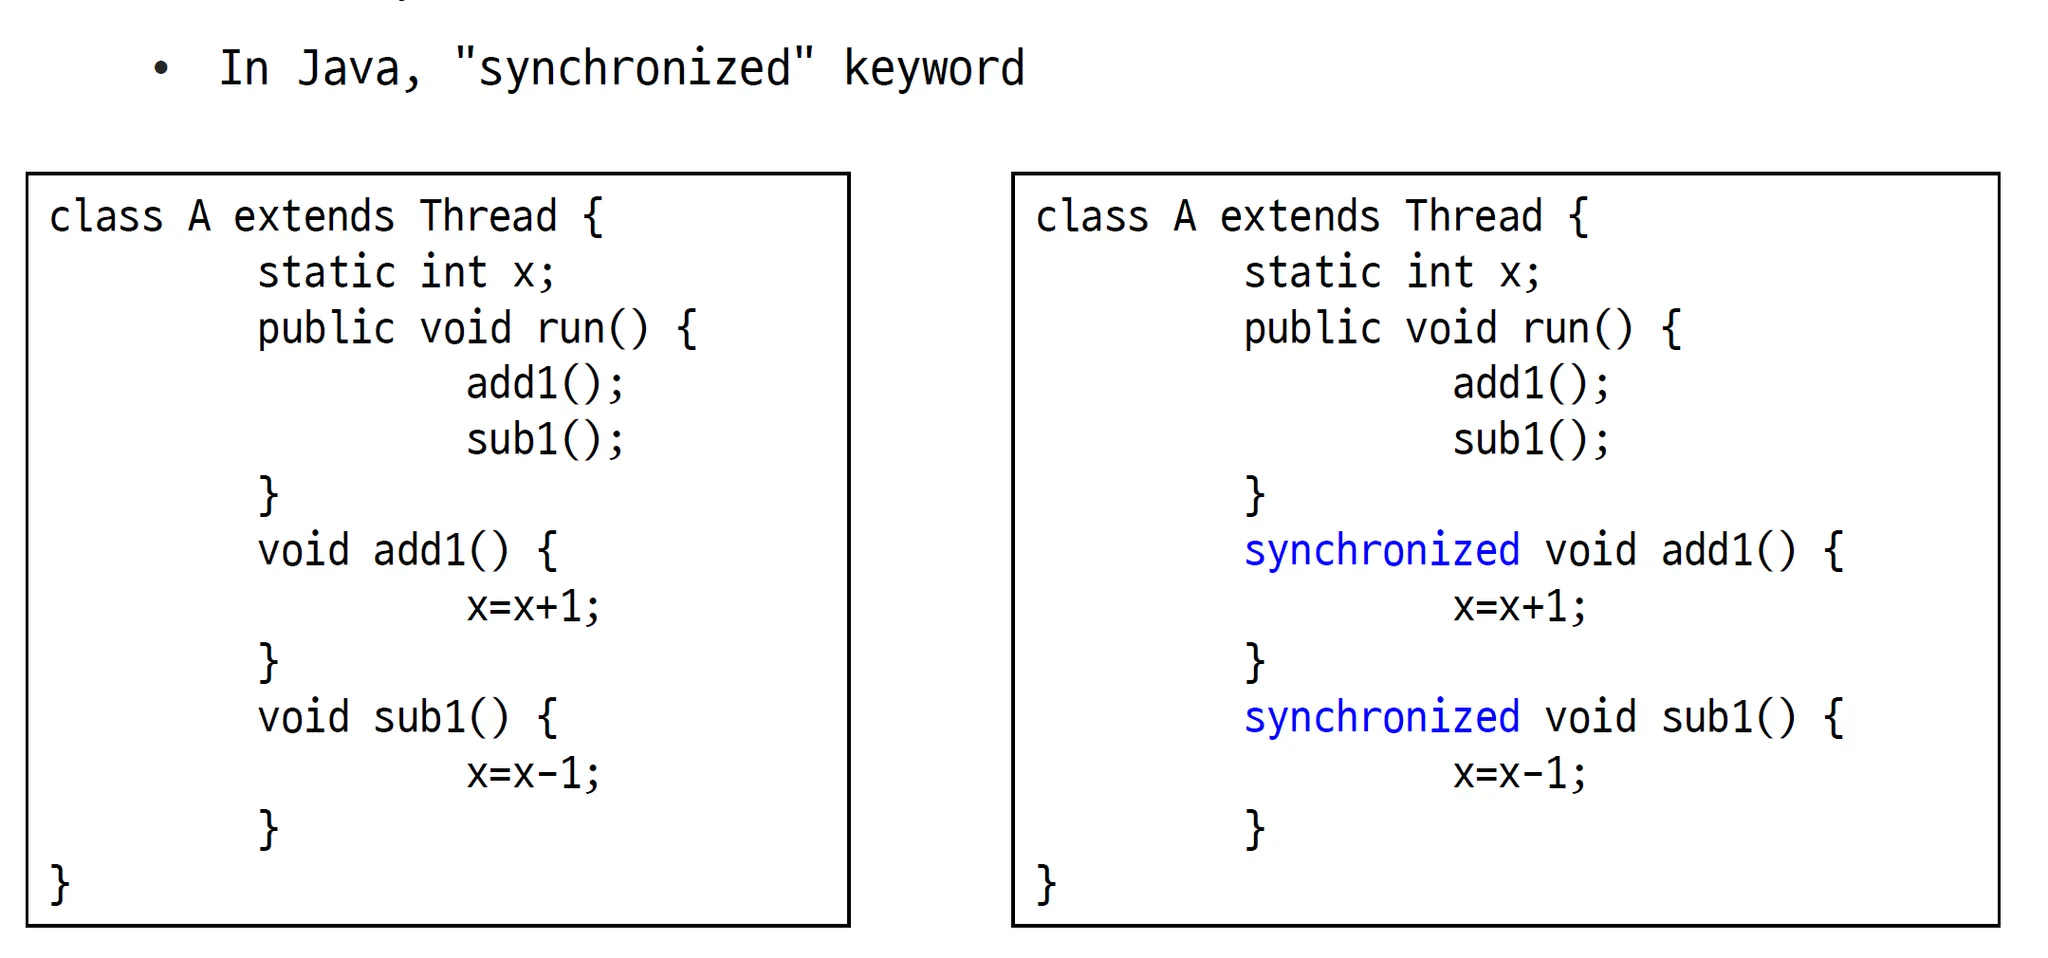 • In Java, "synchronized" keyword
class A extends Thread {
static int x;
public void run() {
add1();
sub1();
}
void add1() {
x=x+1;
}
void sub1() {
x=x-1;
}
}
class A extends Thread {
static int x;
public void run() {
add1();
sub1();
}
synchronized void add1() {
x=x+1;
}
synchronized void sub1() {
x=x-1;
}
}